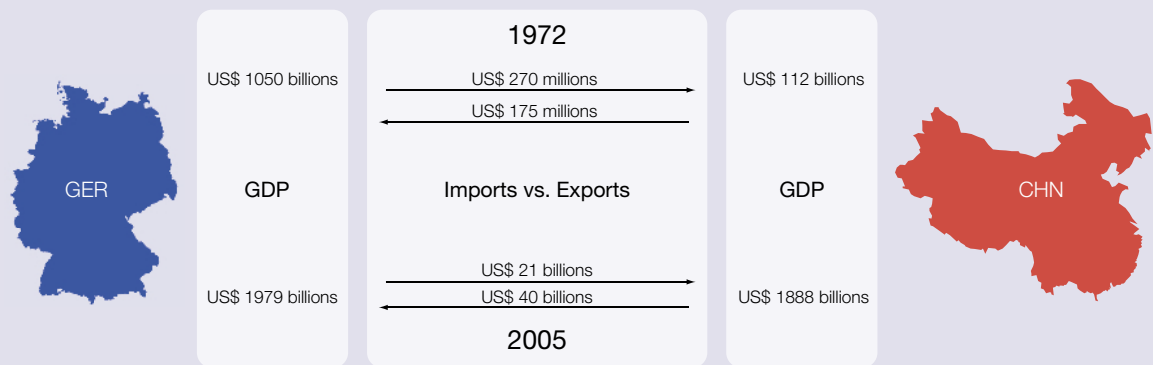 1972
US$ 1050 billions
US$ 270 millions
US$ 112 billions
US$ 175 millions
GER
GDP
Imports vs. Exports
GDP
CHN
US$ 21 billions
US$ 1979 billions
US$ 40 billions
US$ 1888 billions
2005